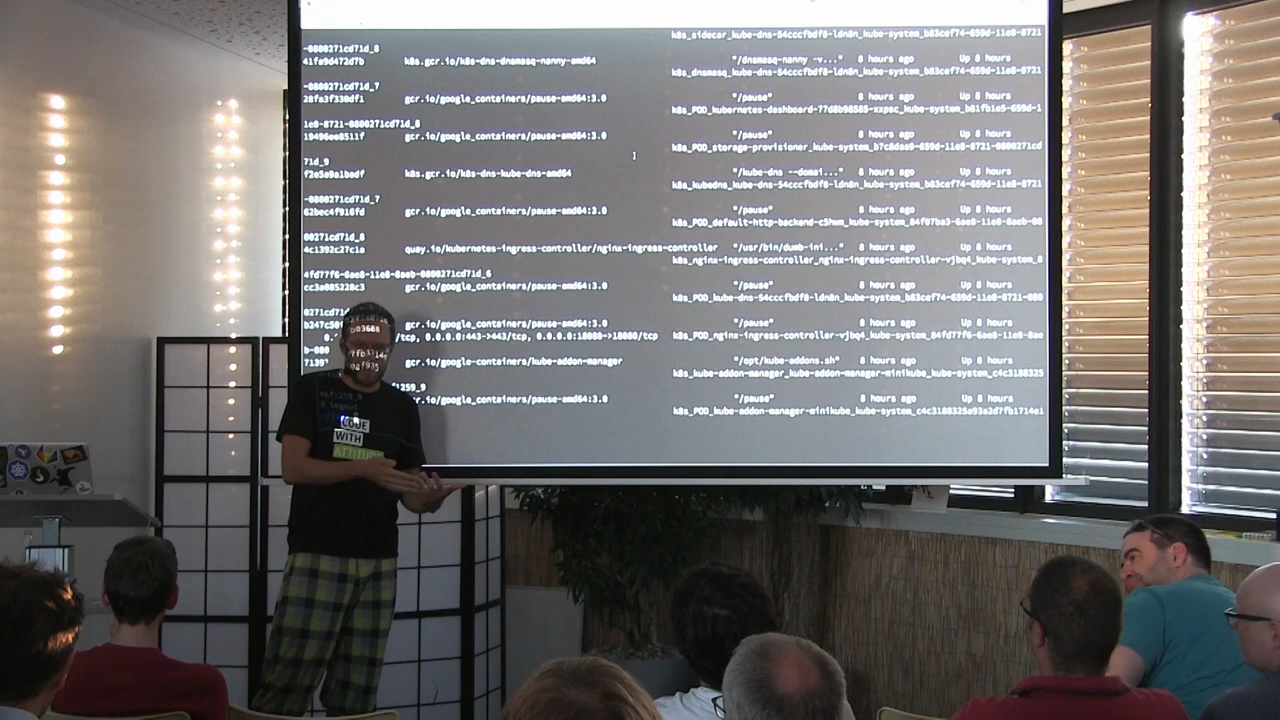 k8s_sidecar_kube-dns-54cccfbdf8-ldn8n_kube-system_b83cef74-659d-11e8-8721
-0800271cd71d_8
41fa9d472d7b k8s.gcr.io/k8s-dns-dnsmasq-nanny-amd64 "/dnsmasq-nanny -v..." 8 hours ago Up 8 hours
k8s_dnsmasq_kube-dns-54cccfbdf8-ldn8n_kube-system_b83cef74-659d-11e8-8721
-0800271cd71d_7
28fa3f330df1 gcr.io/google_containers/pause-amd64:3.0 "/pause" 8 hours ago Up 8 hours
k8s_POD_kubernetes-dashboard-77d8b98585-xxpsc_kube-system_b81fb1e5-659d-1
1e8-8721-0800271cd71d_8
19496ee8511f gcr.io/google_containers/pause-amd64:3.0 "/pause" 8 hours ago Up 8 hours
k8s_POD_storage-provisioner_kube-system_b7c8daa9-659d-11e8-8721-0800271cd
71d_9
f2e5e9a1badf k8s.gcr.io/k8s-dns-kube-dns-amd64 "/kube-dns --domai..." 8 hours ago Up 8 hours
k8s_kubedns_kube-dns-54cccfbdf8-ldn8n_kube-system_b83cef74-659d-11e8-8721
-0800271cd71d_7
62bec4f918fd gcr.io/google_containers/pause-amd64:3.0 "/pause" 8 hours ago Up 8 hours
k8s_POD_default-http-backend-c5hwm_kube-system_84f07ba3-6ae8-11e8-8aeb-08
00271cd71d_8
4c1392c27c1a quay.io/kubernetes-ingress-controller/nginx-ingress-controller "/usr/bin/dumb-ini..." 8 hours ago Up 8 hours
k8s_nginx-ingress-controller_nginx-ingress-controller-vjbq4_kube-system_8
4fd77f6-6ae8-11e8-8aeb-0800271cd71d_6
cc3a085228c3 gcr.io/google_containers/pause-amd64:3.0 "/pause" 8 hours ago Up 8 hours
k8s_POD_kube-dns-54cccfbdf8-ldn8n_kube-system_b83cef74-659d-11e8-8721-080
0271cd71d_8
gcr.io/google_containers/pause-amd64:3.0 "/pause" 8 hours ago Up 8 hours
/tcp, 0.0.0.0:443->443/tcp, 0.0.0.0:18080->18080/tcp k8s_POD_nginx-ingress-controller-vjbq4_kube-system_84fd77f6-6ae8-11e8-8ae
gcr.io/google_containers/kube-addon-manager "/opt/kube-addons.sh" 8 hours ago Up 8 hours
k8s_kube-addon-manager_kube-addon-manager-minikube_kube-system_c4c3188325
gcr.io/google_containers/pause-amd64:3.0 "/pause" 8 hours ago Up 8 hours
k8s_POD_kube-addon-manager-minikube_kube-system_c4c3188325a93a2d7fb1714e1
CODE
WITH
ATTITUDE